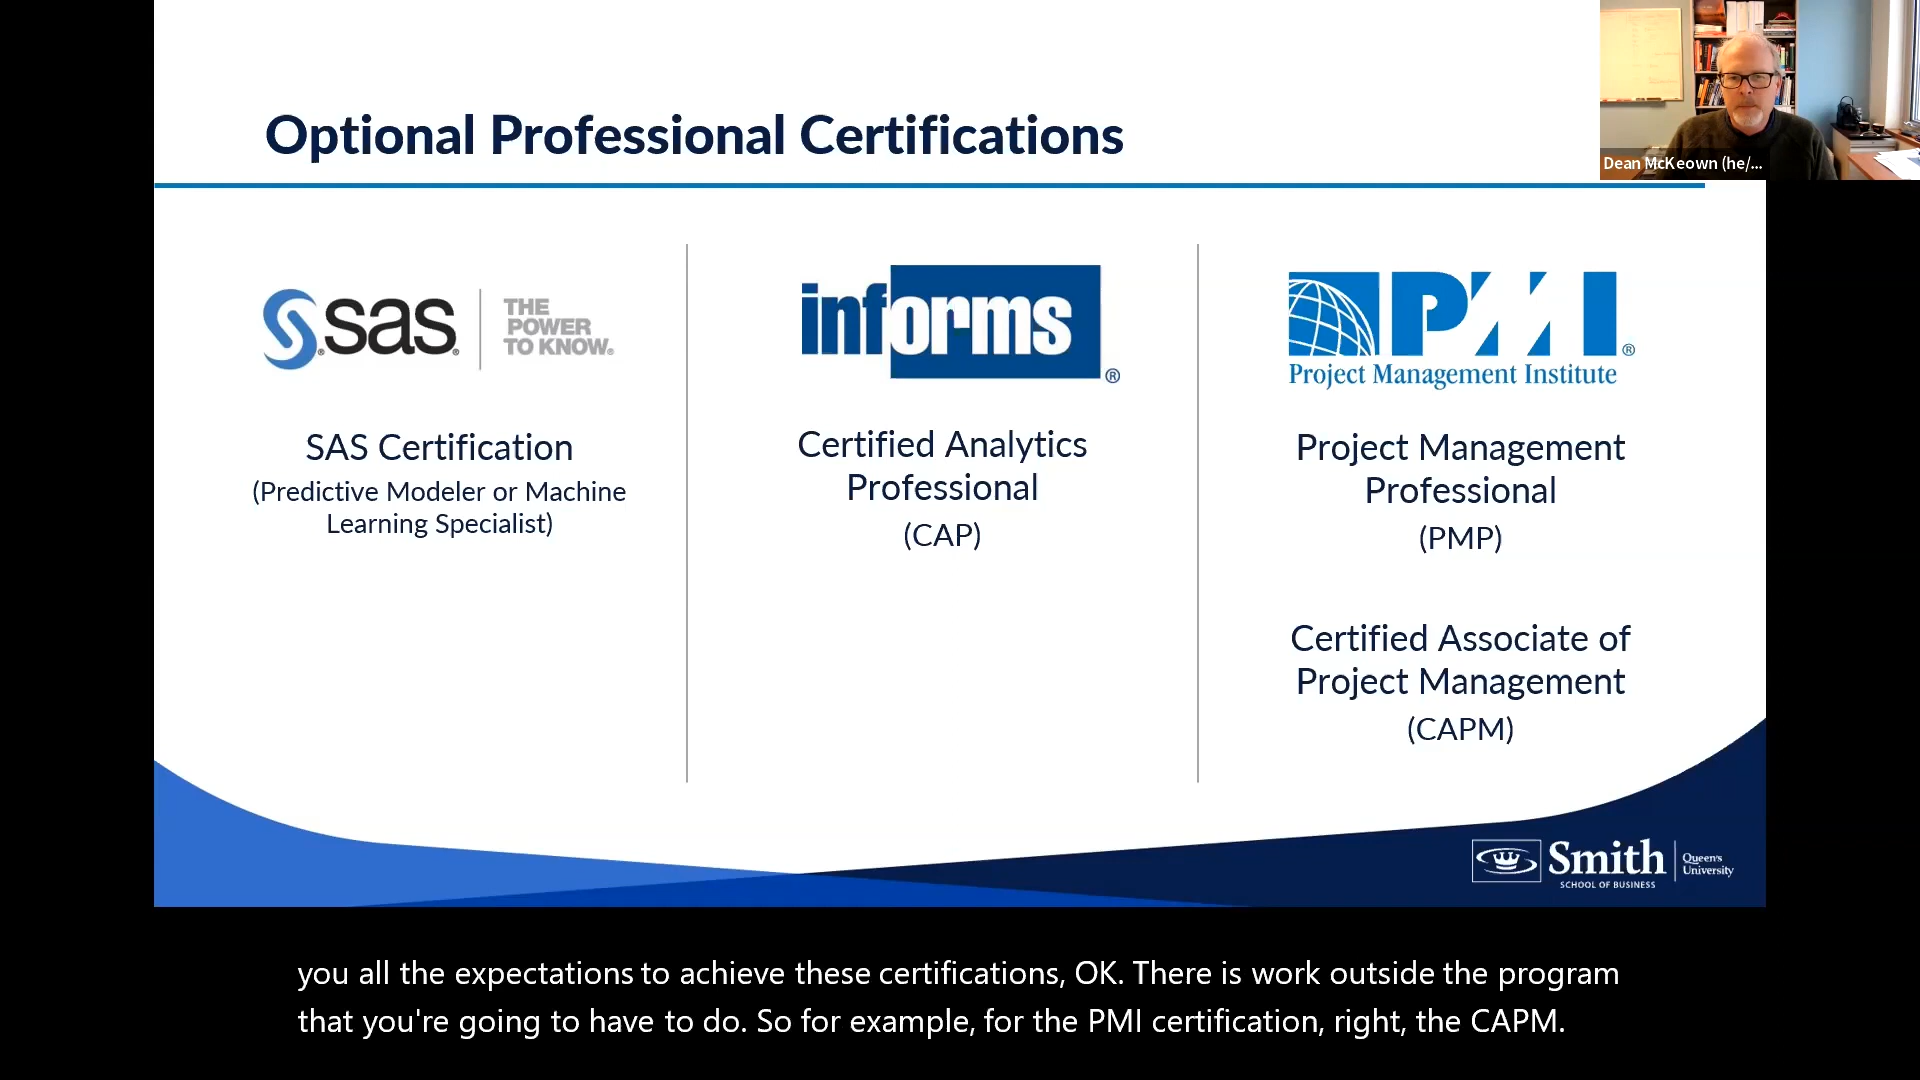 Optional Professional Certifications
Dean McKeown (he/...
sas
THE
POWER
TO KNOW®
informs®
PMI®
Project Management Institute
SAS Certification
(Predictive Modeler or Machine
Learning Specialist)
Certified Analytics
Professional
(CAP)
Project Management
Professional
(PMP)
Certified Associate of
Project Management
(CAPM)
Smith
SCHOOL OF BUSINESS
Queen's
University
you all the expectations to achieve these certifications, OK. There is work outside the program
that you're going to have to do. So for example, for the PMI certification, right, the CAPM.